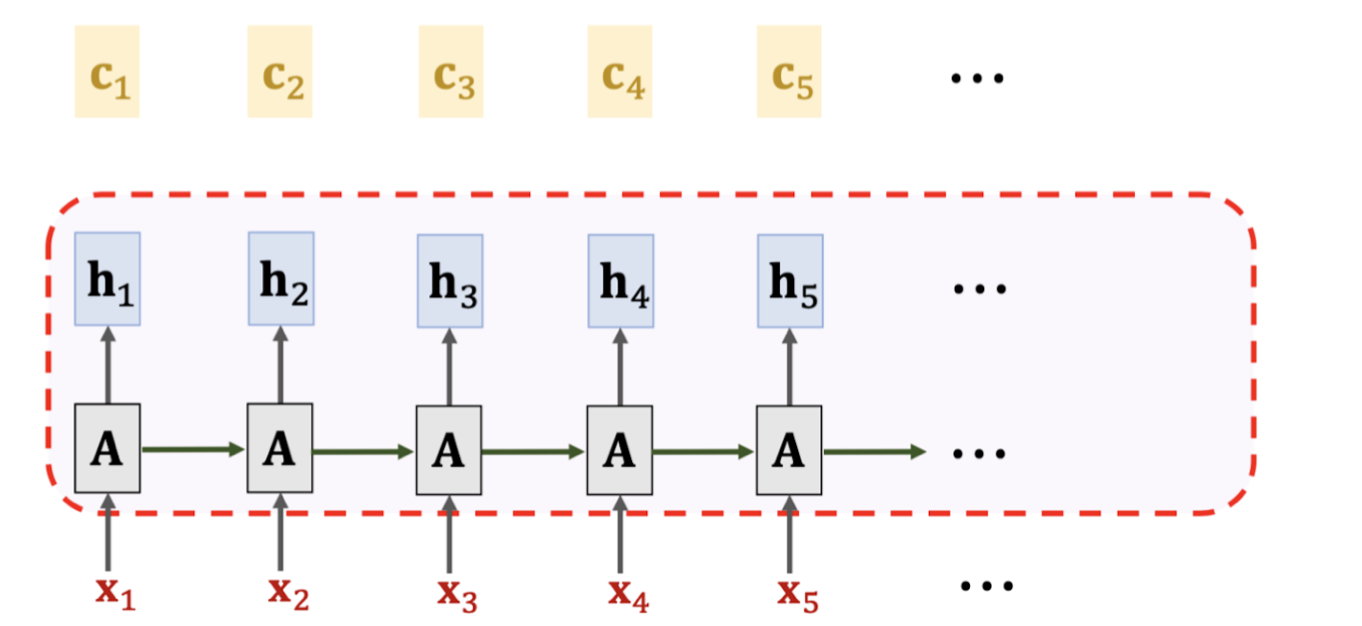 c₁ c₂ c₃ c₄ c₅ ...
h₁ h₂ h₃ h₄ h₅ ...
A A A A A ...
x₁ x₂ x₃ x₄ x₅ ...